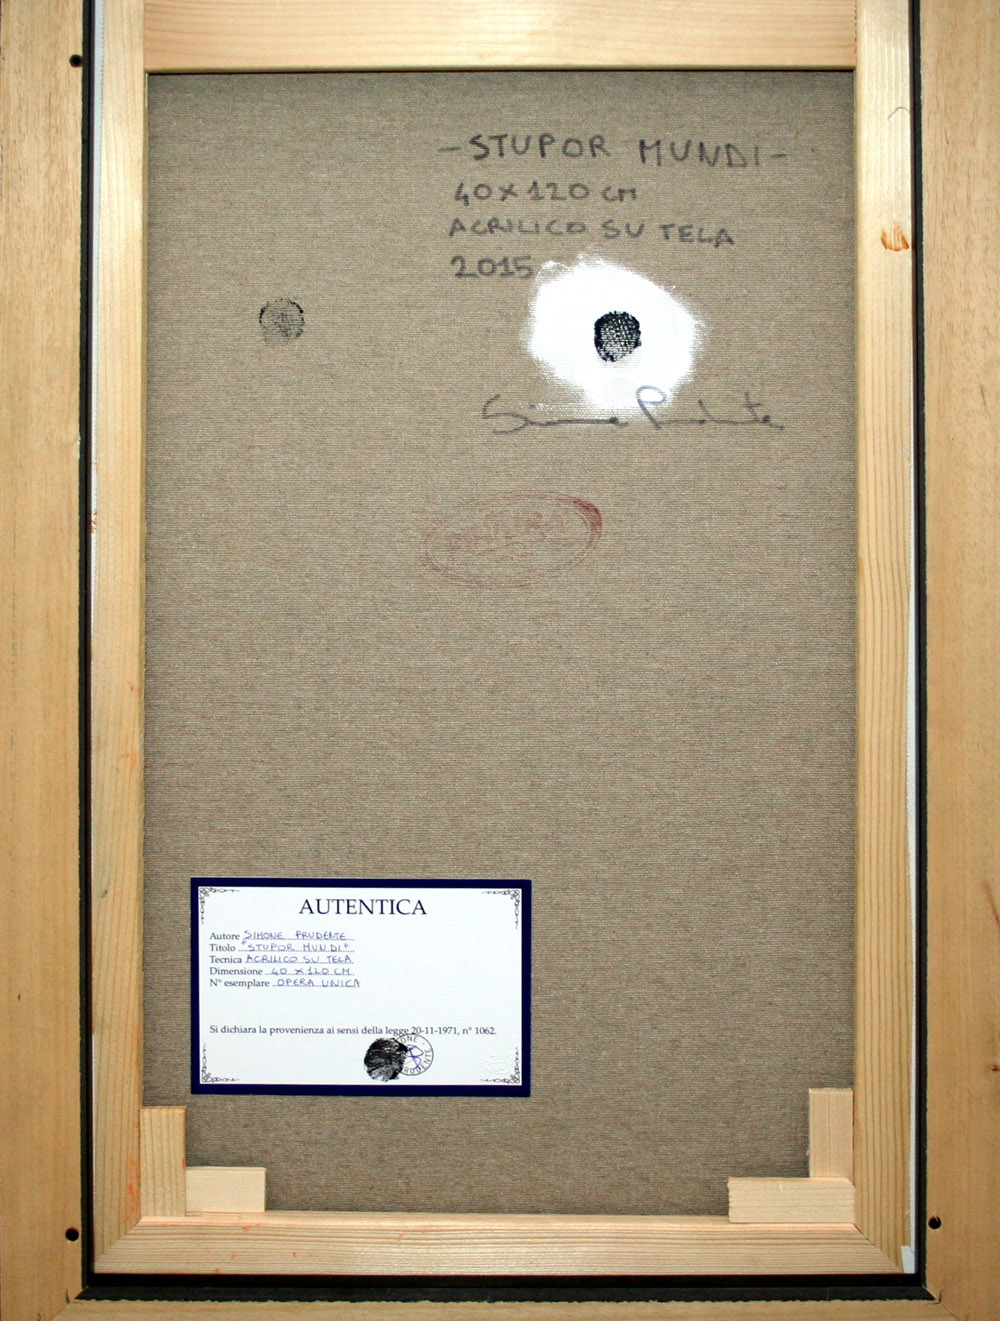 -STUPOR MUNDI-
40x120 cm
ACRILICO SU TELA
2015
Simone Prudente
AUTENTICA
Autore SIMONE PRUDENTE
Titolo "STUPOR MUNDI"
Tecnica ACRILICO SU TELA
Dimensione 40 x 120 CM
N° esemplare OPERA UNICA
Si dichiara la provenienza ai sensi della legge 20-11-1971, n° 1062.